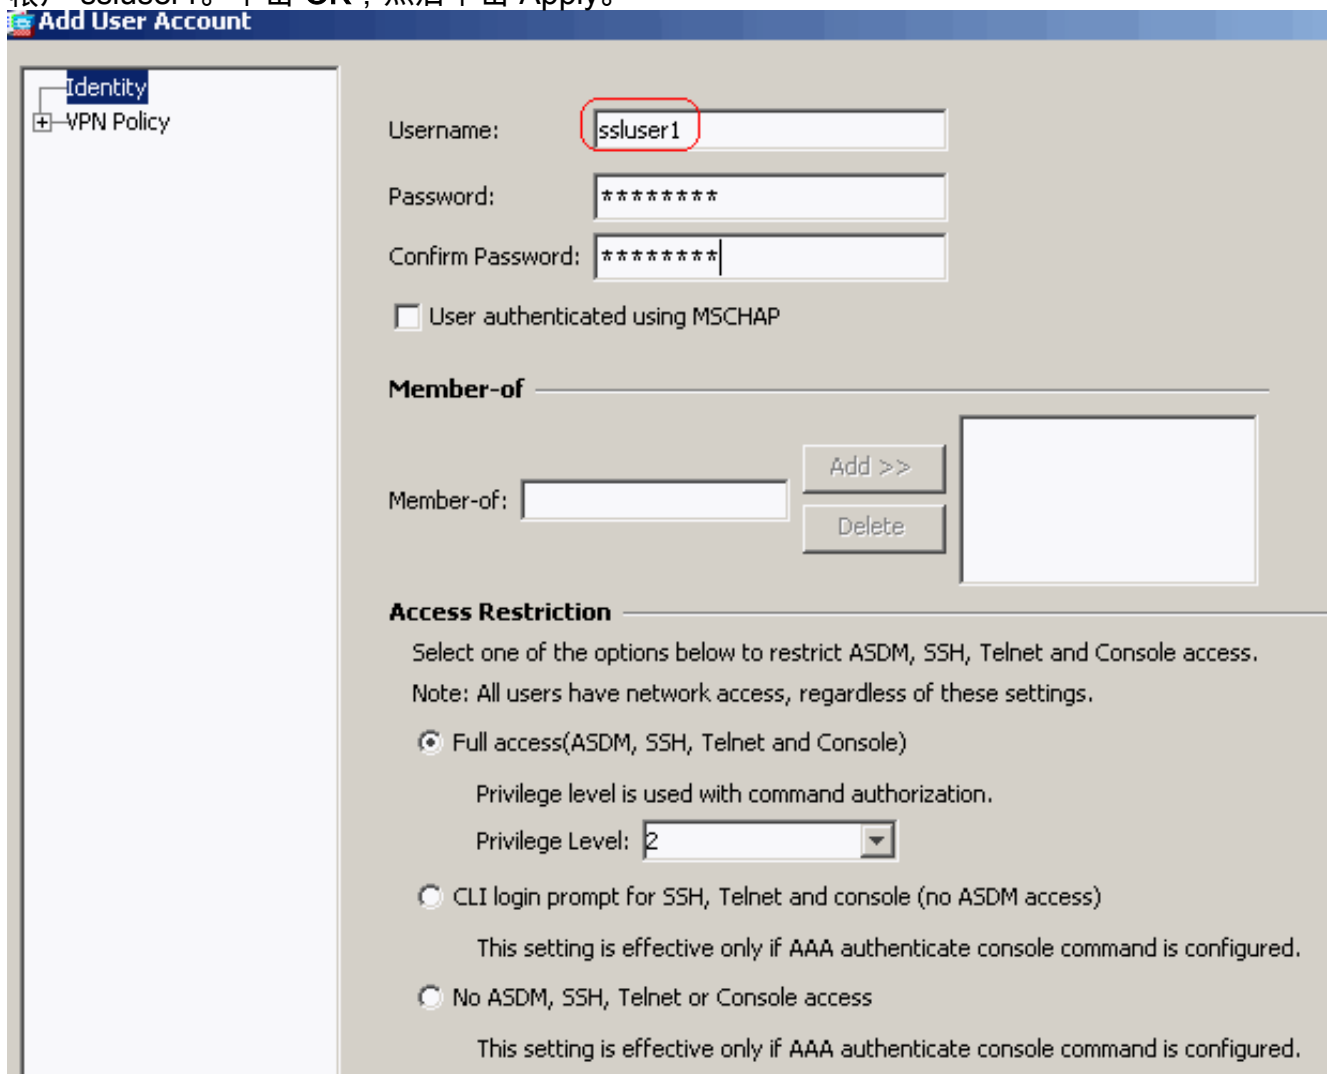 Add User Account
Identity
VPN Policy
Username: ssluser1
Password: ********
Confirm Password: ********
User authenticated using MSCHAP
Member-of
Add >>
Member-of:
Delete
Access Restriction
Select one of the options below to restrict ASDM, SSH, Telnet and Console access.
Note: All users have network access, regardless of these settings.
Full access(ASDM, SSH, Telnet and Console)
Privilege level is used with command authorization.
Privilege Level: 2
CLI login prompt for SSH, Telnet and console (no ASDM access)
This setting is effective only if AAA authenticate console command is configured.
No ASDM, SSH, Telnet or Console access
This setting is effective only if AAA authenticate console command is configured.